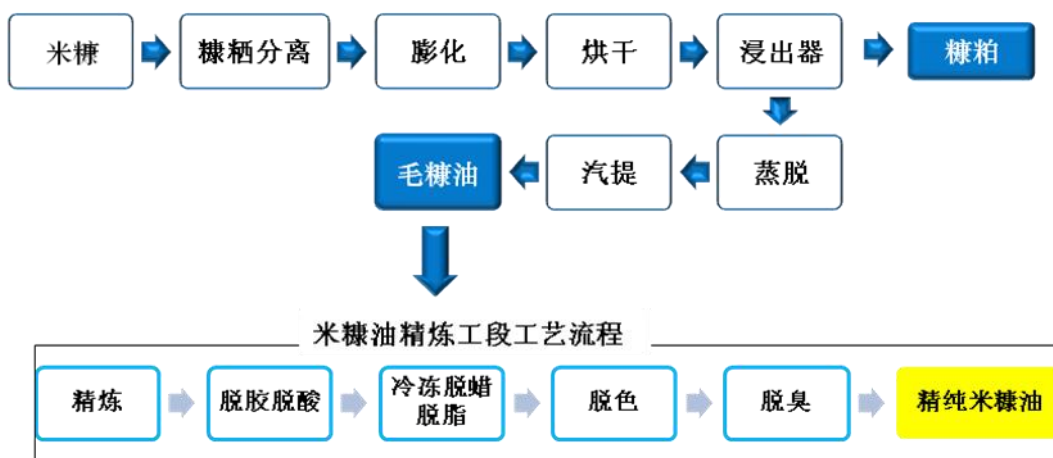 米糠
糠粞分离
膨化
烘干
浸出器
糠粕
毛糠油
汽提
蒸脱
米糠油精炼工段工艺流程
精炼
脱胶脱酸
冷冻脱蜡
脱脂
脱色
脱臭
精纯米糠油